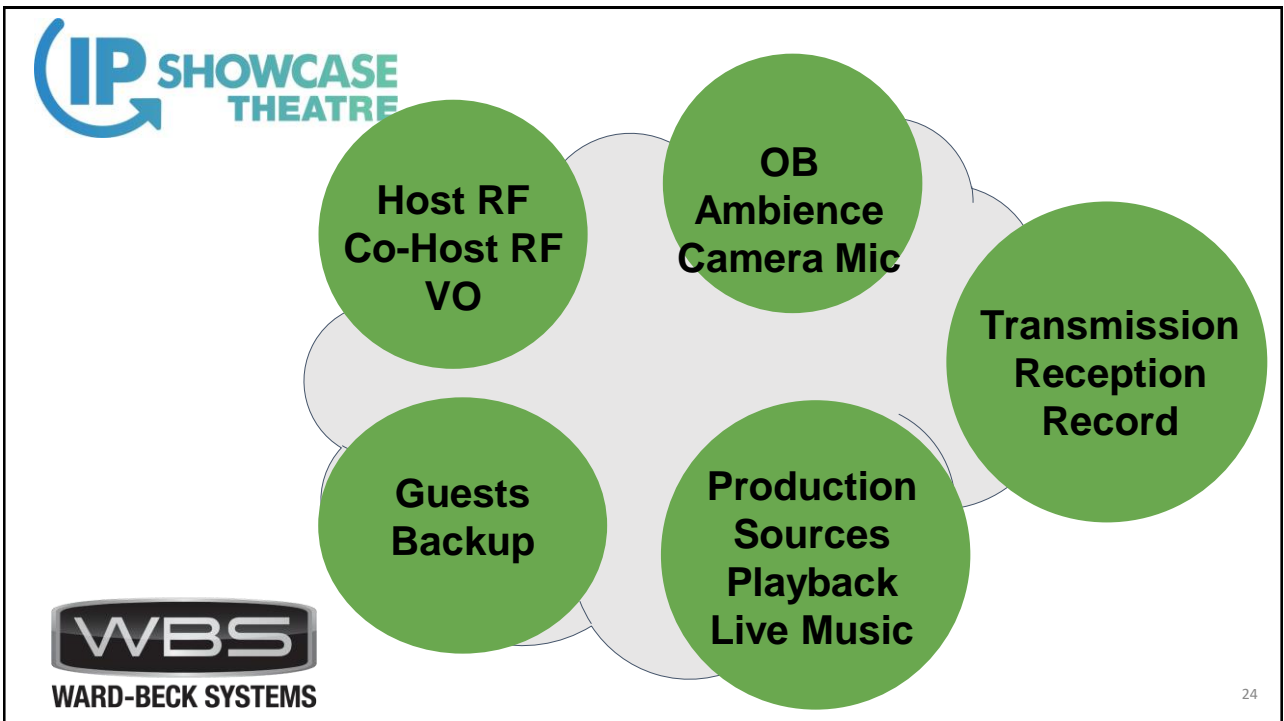 IP SHOWCASE
THEATRE
Host RF
Co-Host RF
VO
OB
Ambience
Camera Mic
Transmission
Reception
Record
Guests
Backup
Production
Sources
Playback
Live Music
WBS
WARD-BECK SYSTEMS
24